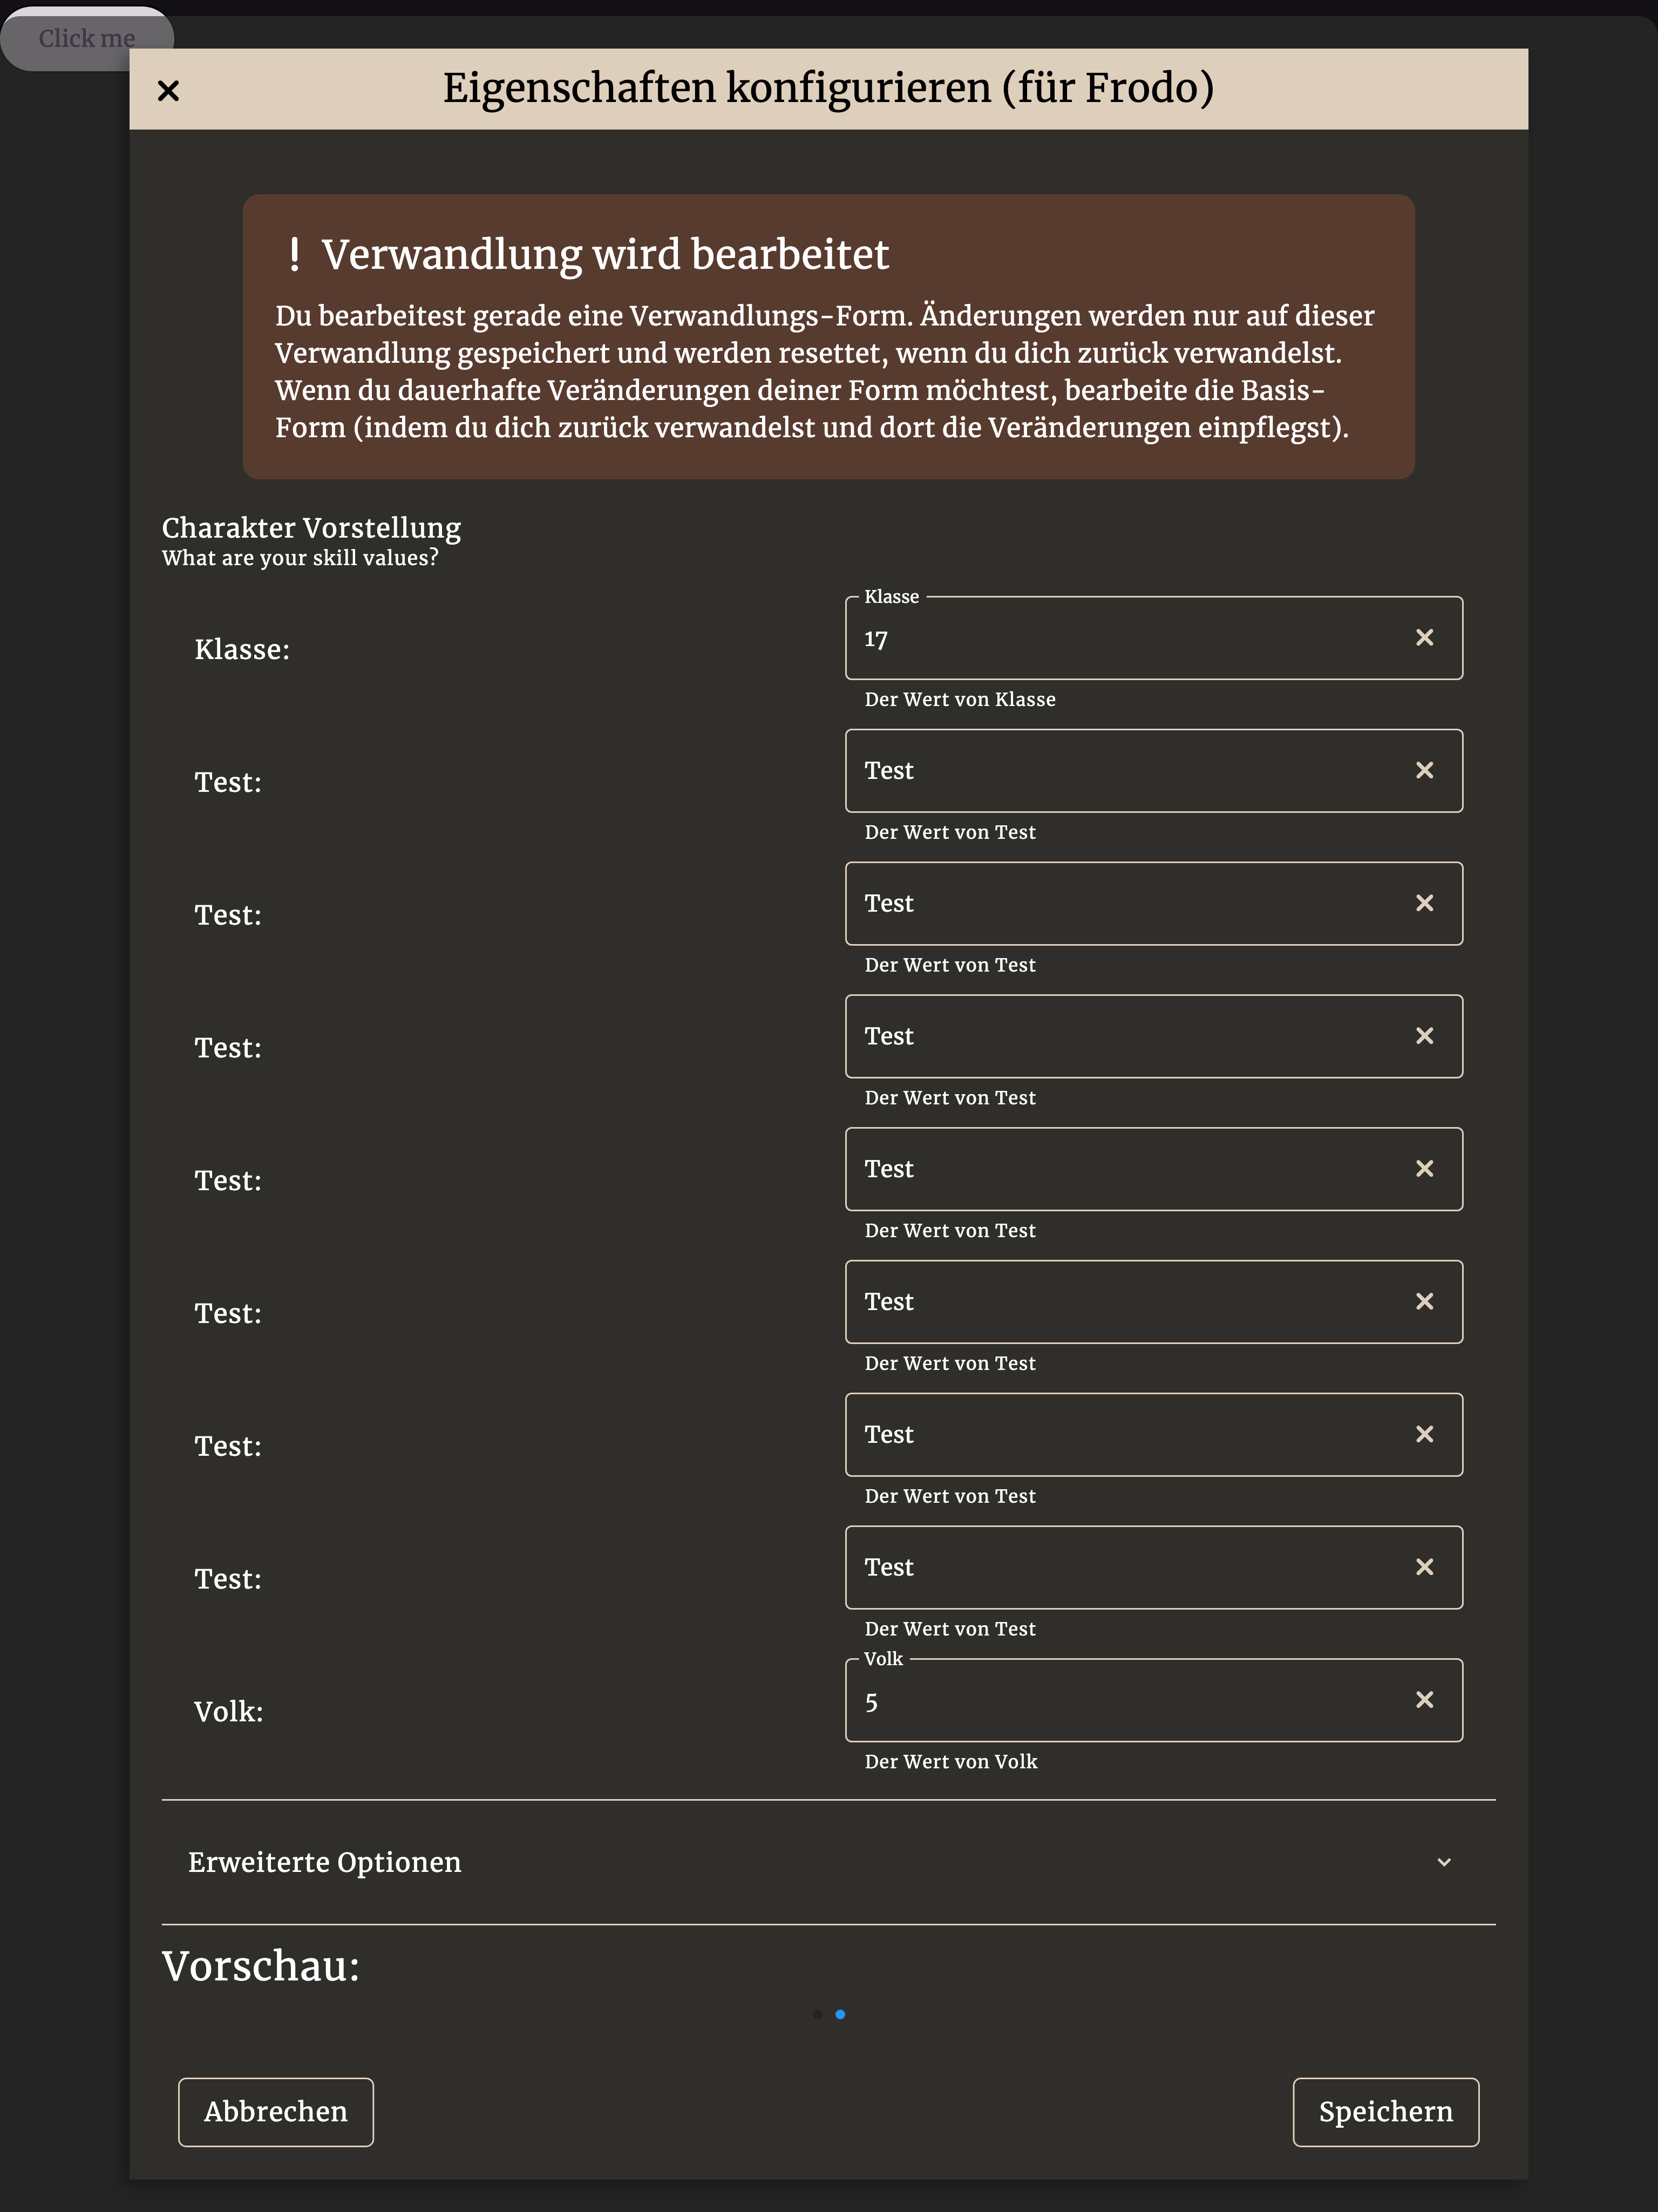 Click me
Eigenschaften konfigurieren (für Frodo)
! Verwandlung wird bearbeitet
Du bearbeitest gerade eine Verwandlungs-Form. Änderungen werden nur auf dieser
Verwandlung gespeichert und werden resettet, wenn du dich zurück verwandelst.
Wenn du dauerhafte Veränderungen deiner Form möchtest, bearbeite die Basis-
Form (indem du dich zurück verwandelst und dort die Veränderungen einpflegst).
Charakter Vorstellung
What are your skill values?
Klasse
Klasse:
17
Der Wert von Klasse
Test:
Test
Der Wert von Test
Test:
Test
Der Wert von Test
Test:
Test
Der Wert von Test
Test:
Test
Der Wert von Test
Test:
Test
Der Wert von Test
Test:
Test
Der Wert von Test
Test:
Test
Der Wert von Test
Volk
Volk:
5
Der Wert von Volk
Erweiterte Optionen
Vorschau:
Abbrechen
Speichern